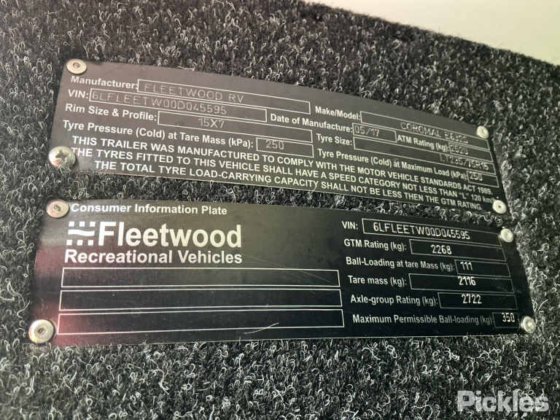 Manufacturer: FLEETWOOD RV
VIN: 6LFLEETW00D045595 Make/Model:
Rim Size & Profile: 15X7 Date of Manufacture: 05/17 ATM Rating (kg):
Tyre Pressure (Cold) at Tare Mass (kPa): 250 Tyre Size:
Tyre Pressure (Cold) at Maximum Load (kPa) 250
THIS TRAILER WAS MANUFACTURED TO COMPLY WITH THE MOTOR VEHICLE STANDARDS ACT 1989
THE TYRES FITTED TO THIS VEHICLE SHALL HAVE A SPEED CATEGORY NOT LESS THAN "L" 120 km
THE TOTAL TYRE LOAD-CARRYING CAPACITY SHALL NOT BE LESS THEN THE GTM RATING
Consumer Information Plate
Fleetwood
Recreational Vehicles
VIN: 6LFLEETW00D045595
GTM Rating (kg): 2268
Ball-Loading at tare Mass (kg): 111
Tare mass (kg): 2116
Axle-group Rating (kg): 2722
Maximum Permissible Ball-loading (kg) 350
Pickles